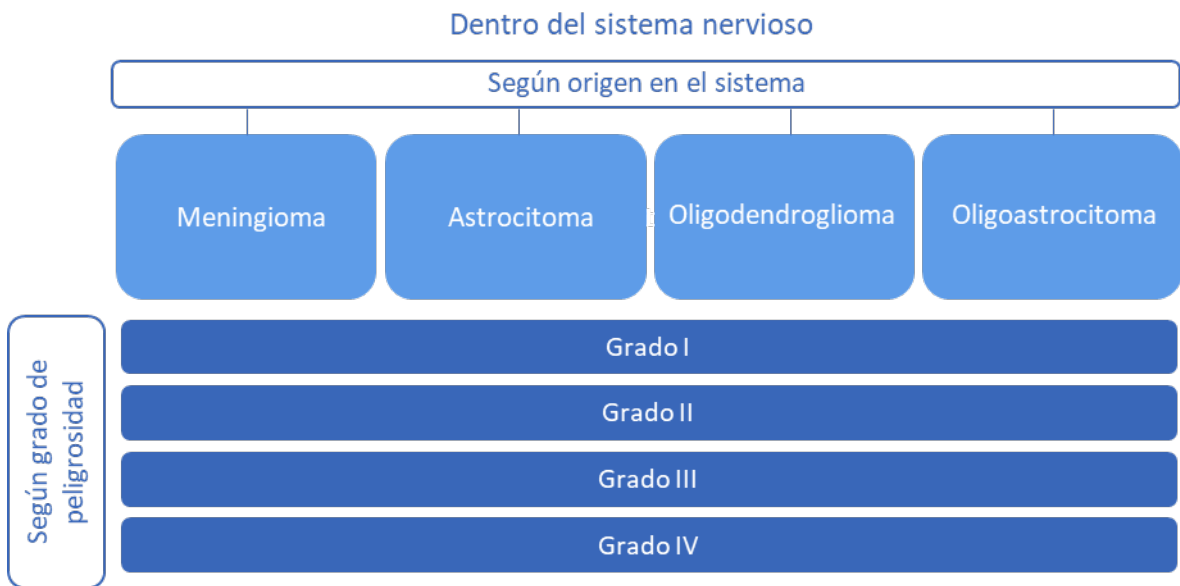 Dentro del sistema nervioso
Según origen en el sistema
Meningioma
Astrocitoma
Oligodendroglioma
Oligoastrocitoma
Según grado de
peligrosidad
Grado I
Grado II
Grado III
Grado IV